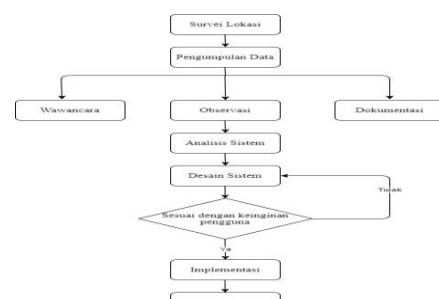 Survei Lokasi
Pengumpulan Data
Wawancara
Observasi
Dokumentasi
Analisis Sistem
Desain Sistem
Tidak
Sesuai dengan keinginan
pengguna
Ya
Implementasi